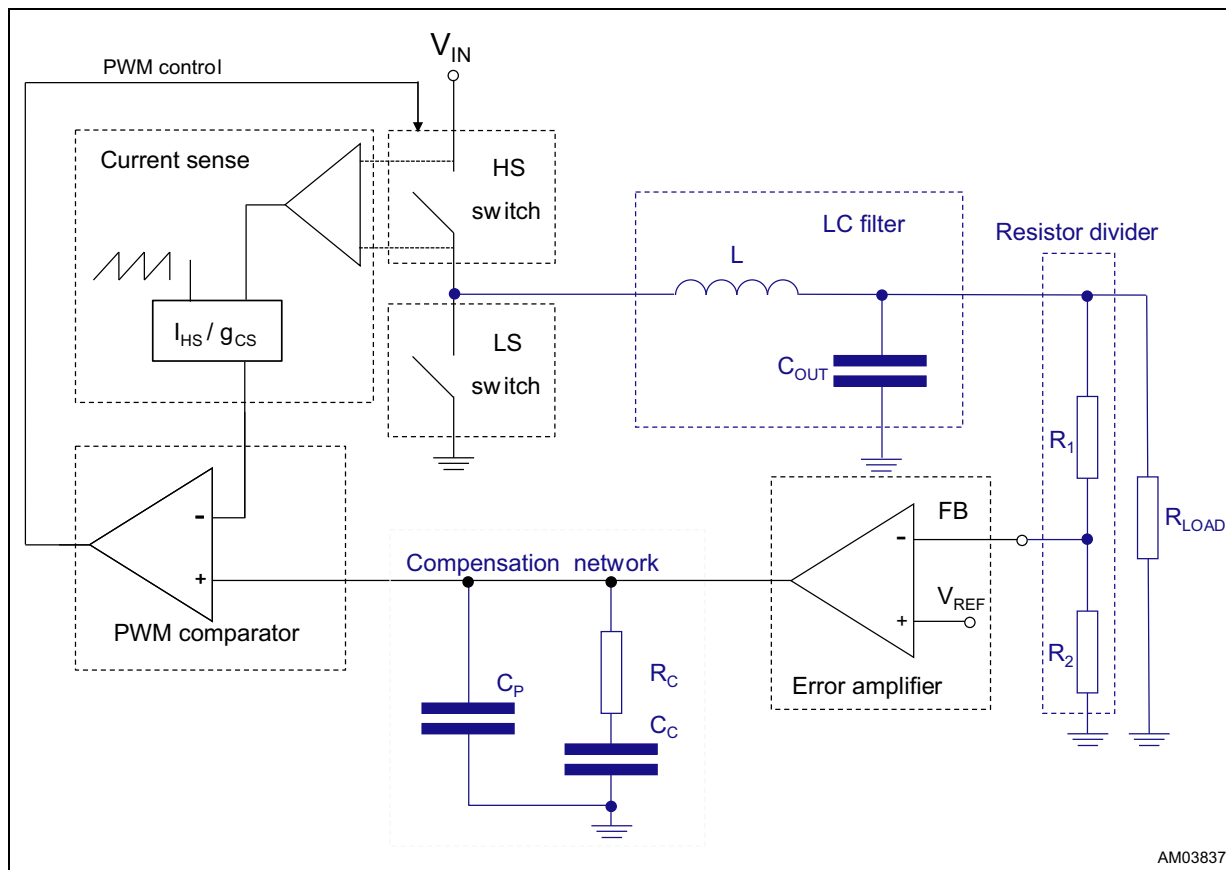 V_IN
PWM control
Current sense
HS
switch
LC filter
Resistor divider
L
I_HS / g_CS
LS
switch
C_OUT
R_1
FB
R_LOAD
-
-
Compensation network
V_REF
+
+
PWM comparator
R_2
C_P
R_C
Error amplifier
C_C
AM03837